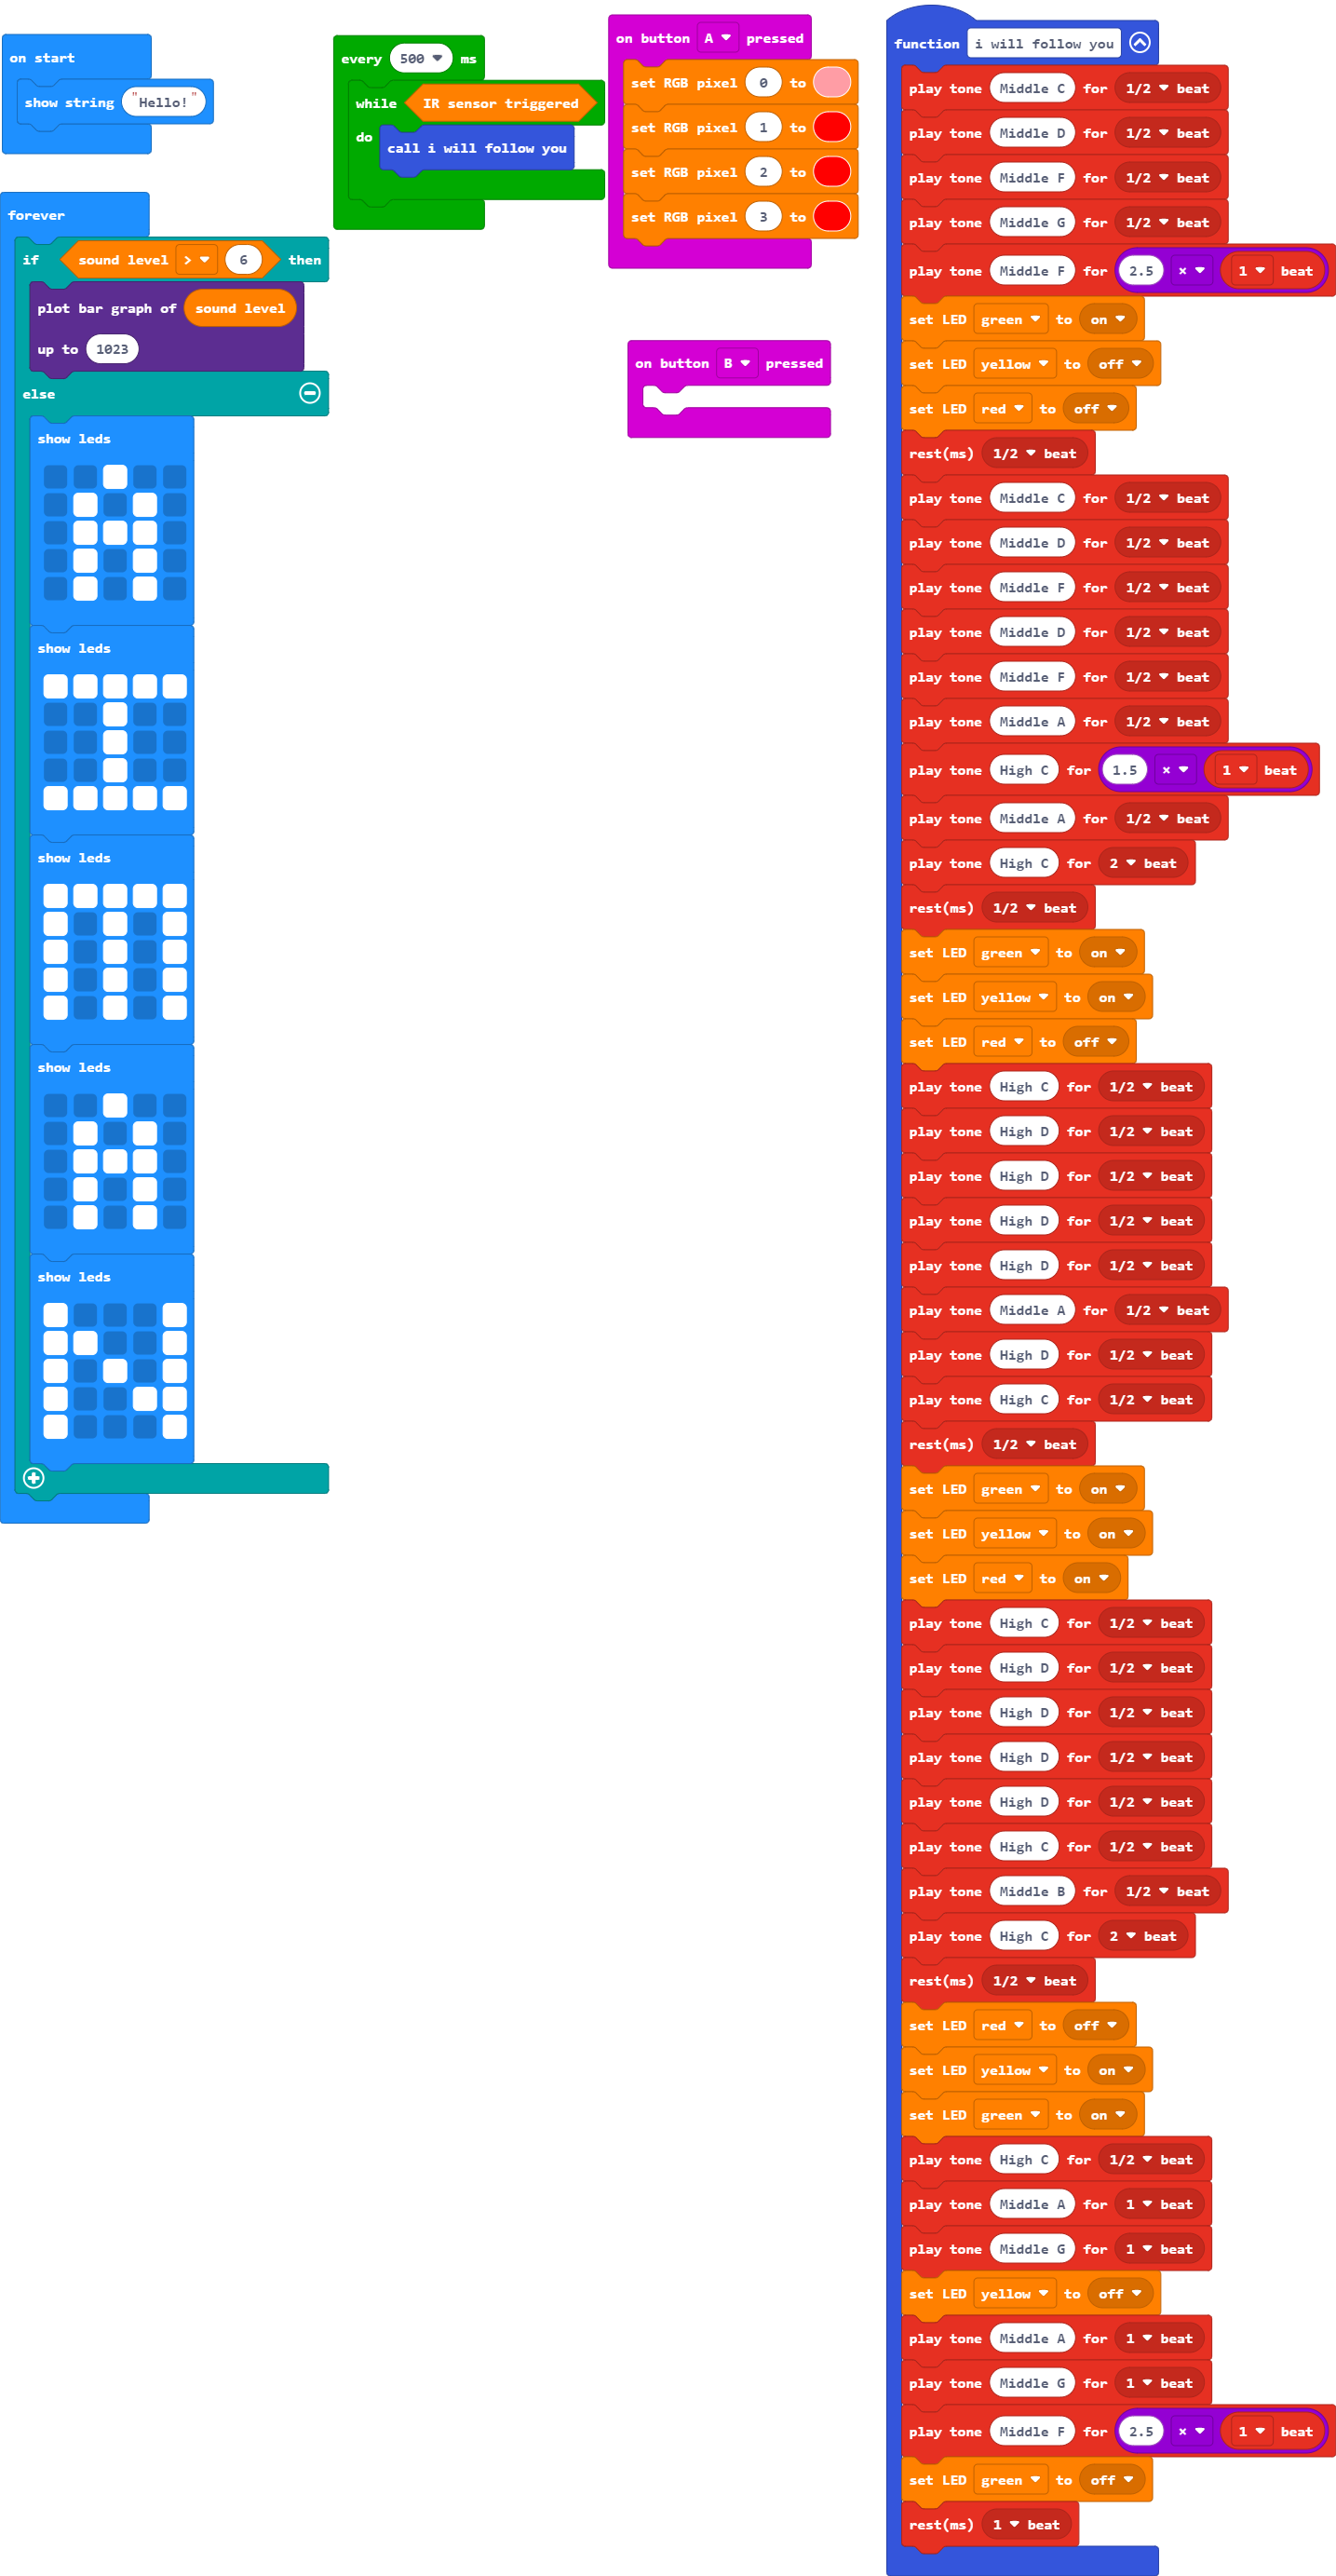 on start
show string "Hello!"
forever
if sound level > 6 then
plot bar graph of sound level
up to 1023
else
show leds
show leds
show leds
show leds
show leds
every 500 ms
while IR sensor triggered
do
call i will follow you
on button A pressed
set RGB pixel 0 to
set RGB pixel 1 to
set RGB pixel 2 to
set RGB pixel 3 to
on button B pressed
function i will follow you
play tone Middle C for 1/2 beat
play tone Middle D for 1/2 beat
play tone Middle F for 1/2 beat
play tone Middle G for 1/2 beat
play tone Middle F for 2.5 × 1 beat
set LED green to on
set LED yellow to off
set LED red to off
rest(ms) 1/2 beat
play tone Middle C for 1/2 beat
play tone Middle D for 1/2 beat
play tone Middle F for 1/2 beat
play tone Middle D for 1/2 beat
play tone Middle F for 1/2 beat
play tone Middle A for 1/2 beat
play tone High C for 1.5 × 1 beat
play tone Middle A for 1/2 beat
play tone High C for 2 beat
rest(ms) 1/2 beat
set LED green to on
set LED yellow to on
set LED red to off
play tone High C for 1/2 beat
play tone High D for 1/2 beat
play tone High D for 1/2 beat
play tone High D for 1/2 beat
play tone High D for 1/2 beat
play tone Middle A for 1/2 beat
play tone High D for 1/2 beat
play tone High C for 1/2 beat
rest(ms) 1/2 beat
set LED green to on
set LED yellow to on
set LED red to on
play tone High C for 1/2 beat
play tone High D for 1/2 beat
play tone High D for 1/2 beat
play tone High D for 1/2 beat
play tone High D for 1/2 beat
play tone High C for 1/2 beat
play tone Middle B for 1/2 beat
play tone High C for 2 beat
rest(ms) 1/2 beat
set LED red to off
set LED yellow to on
set LED green to on
play tone High C for 1/2 beat
play tone Middle A for 1 beat
play tone Middle G for 1 beat
set LED yellow to off
play tone Middle A for 1 beat
play tone Middle G for 1 beat
play tone Middle F for 2.5 × 1 beat
set LED green to off
rest(ms) 1 beat